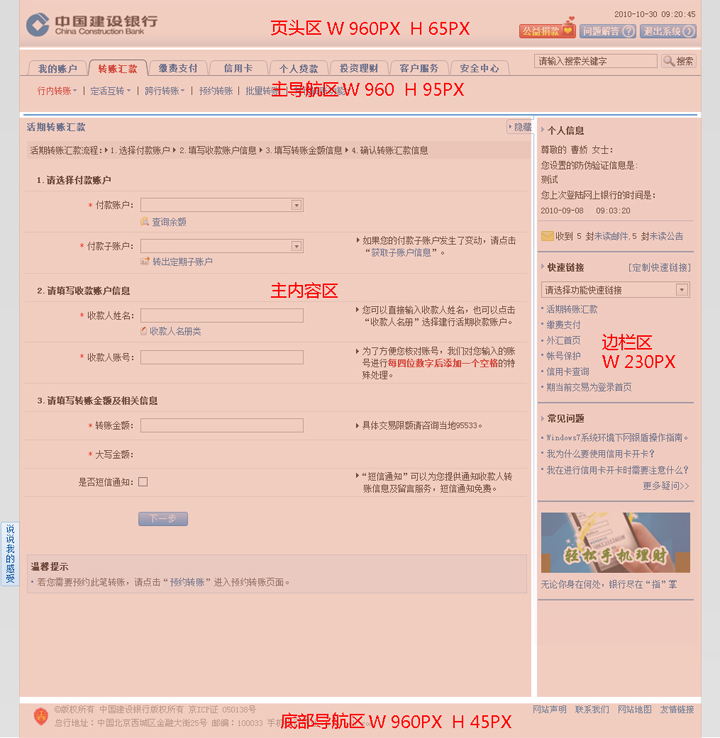 中国建设银行
China Construction Bank
页头区 W 960PX H 65PX
2010-10-30 09:20:45
公益捐款 问题解答 退出系统
我的账户 转账汇款 缴费支付 信用卡 个人贷款 投资理财 客户服务 安全中心
请输入搜索关键字 搜索
行内转账 定活互转 跨行转账 预约转账 批量转账
主导航区 W 960 H 95PX
活期转账汇款
隐藏
活期转账汇款流程: 1.选择付款账户 2.填写收款账户信息 3.填写转账金额信息 4.确认转账汇款信息
1.请选择付款账户
* 付款账户:
查询余额
* 付款子账户:
转出定期子账户
如果您的付款子账户发生了变动,请点击
“获取子账户信息”。
2.请填写收款账户信息
主内容区
* 收款人姓名:
收款人名册类
您可以直接输入收款人姓名,也可以点击
“收款人名册”选择建行活期收款账户。
* 收款人账号:
为了方便您核对账号,我们对您输入的账
号进行每四位数字后添加一个空格的特
殊处理。
3.请填写转账金额及相关信息
* 转账金额:
具体交易限额请咨询当地95533。
* 大写金额:
是否短信通知:
“短信通知”可以为您提供通知收款人转
账信息及留言服务,短信通知免费。
下一步
说说我的感受
温馨提示
若您需要预约此笔转账,请点击“预约转账”进入预约转账页面。
个人信息
尊敬的 曹娇 女士:
您设置的防伪验证信息是:
测试
您上次登陆网上银行的时间是:
2010-09-08 09:03:20
收到 5 封未读邮件,5 封未读公告
快速链接 [定制快速链接]
请选择功能快速链接
活期转账汇款
缴费支付
外汇首页
帐号保护
信用卡查询
期当前交易为登录首页
边栏区
W 230PX
常见问题
Windows7系统环境下网银盾操作指南。
我为什么要使用信用卡开卡?
我在进行信用卡开卡时需要注意什么?
更多疑问>>
轻松手机理财
无论你身在何处,银行尽在“指”掌
©版权所有 中国建设银行版权所有 京ICP证 050138号
总行地址: 中国北京西城区金融大街25号 邮编: 100033 手机
底部导航区 W 960PX H 45PX
网站声明 联系我们 网站地图 友情链接